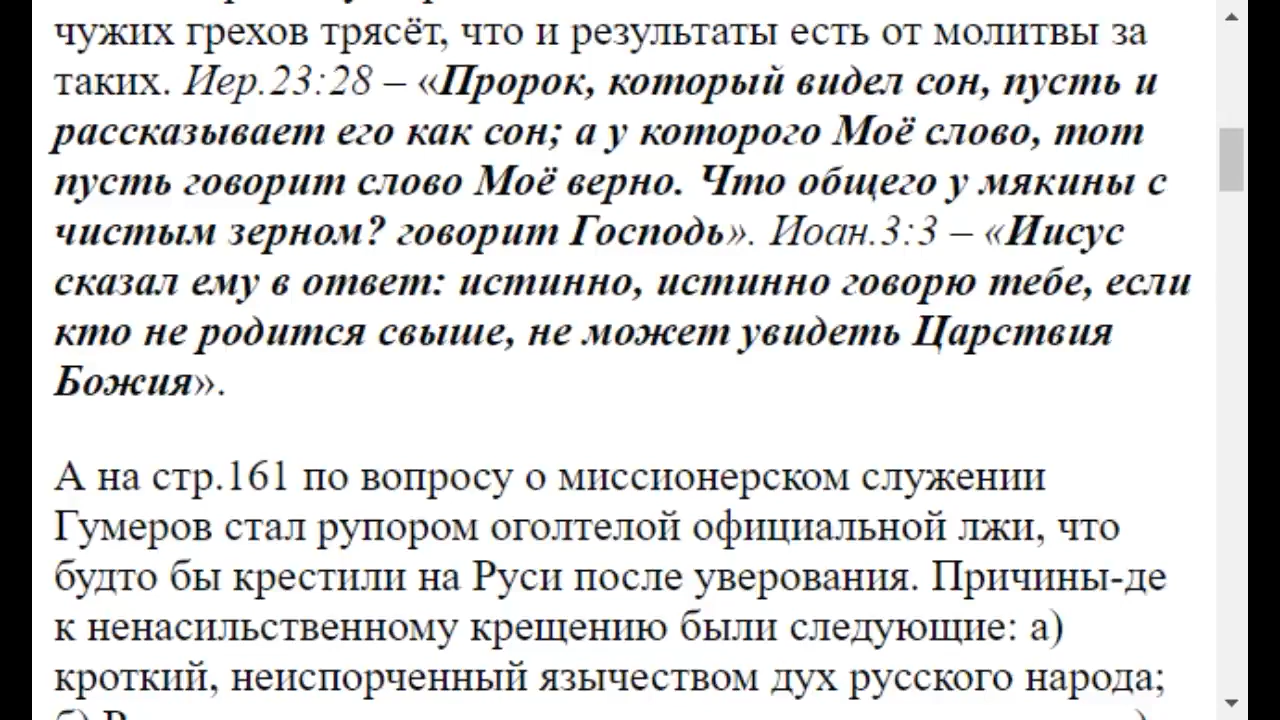 чужих грехов трясёт, что и результаты есть от молитвы за
таких. Иер.23:28 – «Пророк, который видел сон, пусть и
рассказывает его как сон; а у которого Моё слово, тот
пусть говорит слово Моё верно. Что общего у мякины с
чистым зерном? говорит Господь». Иоан.3:3 – «Иисус
сказал ему в ответ: истинно, истинно говорю тебе, если
кто не родится свыше, не может увидеть Царствия
Божия».
А на стр.161 по вопросу о миссионерском служении
Гумеров стал рупором оголтелой официальной лжи, что
будто бы крестили на Руси после уверования. Причины-де
к ненасильственному крещению были следующие: а)
кроткий, неиспорченный язычеством дух русского народа;